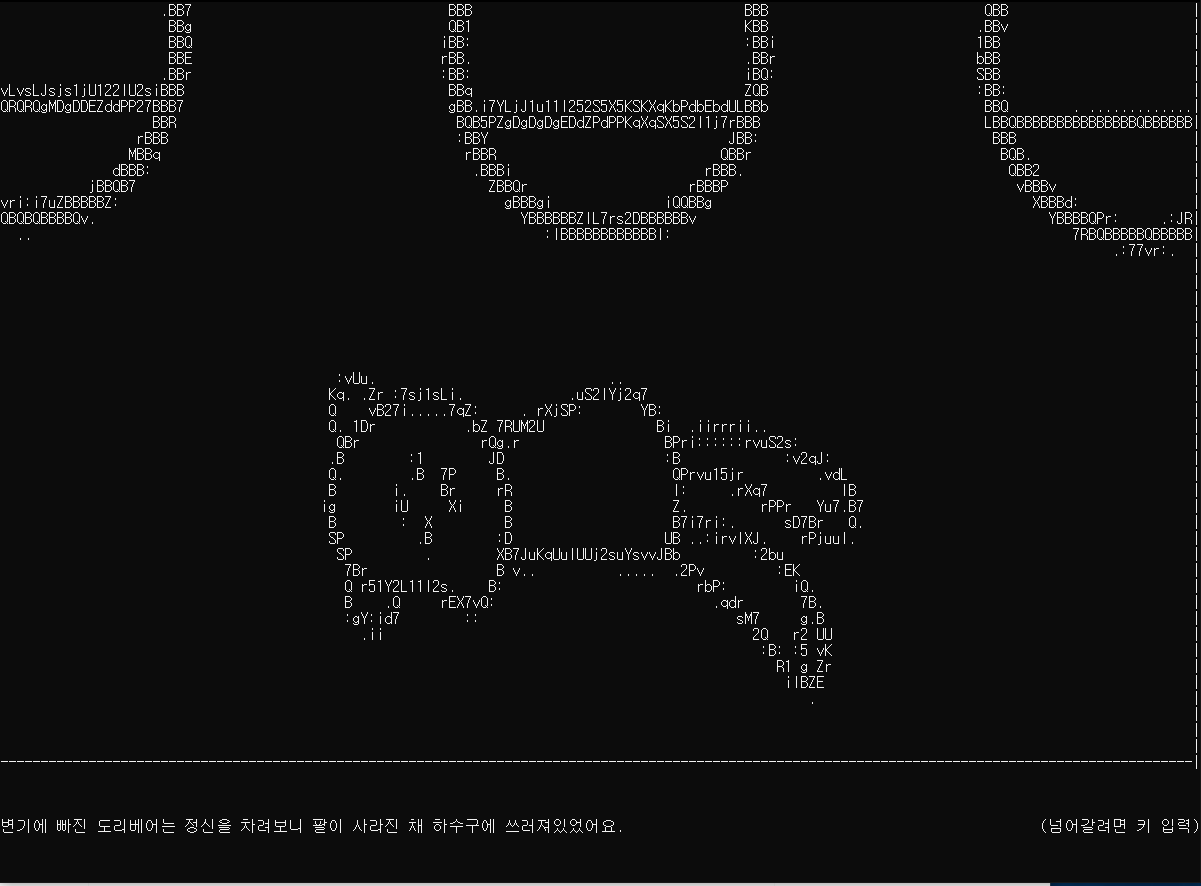 변기에 빠진 도리베어는 정신을 차려보니 팔이 사라진 채 하수구에 쓰러져있었어요.
(넘어갈려면 키 입력)